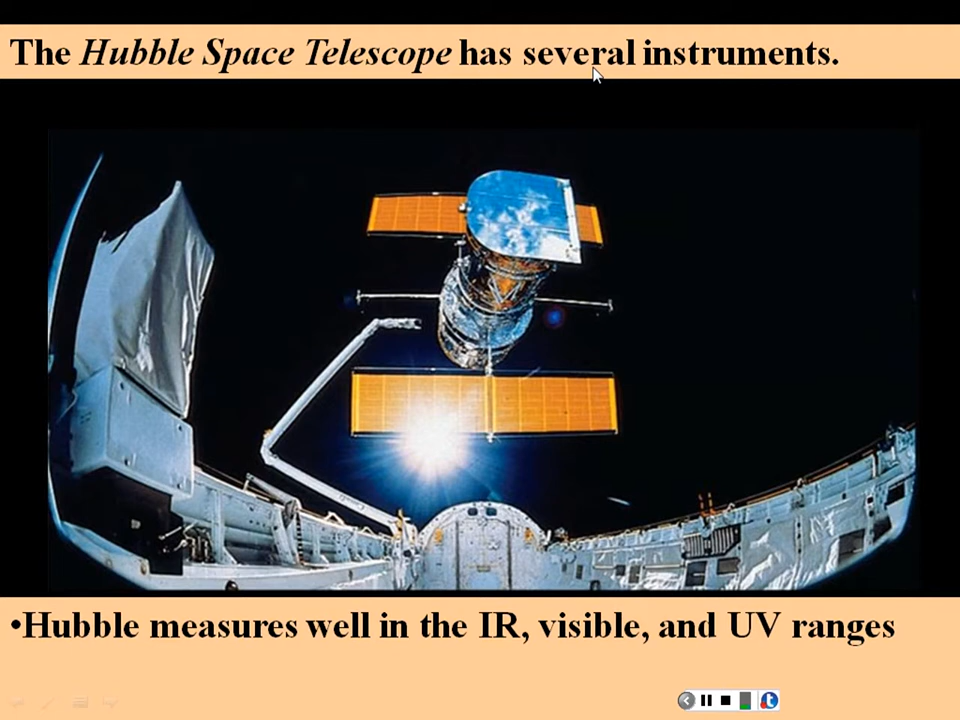 The Hubble Space Telescope has several instruments.
•Hubble measures well in the IR, visible, and UV ranges